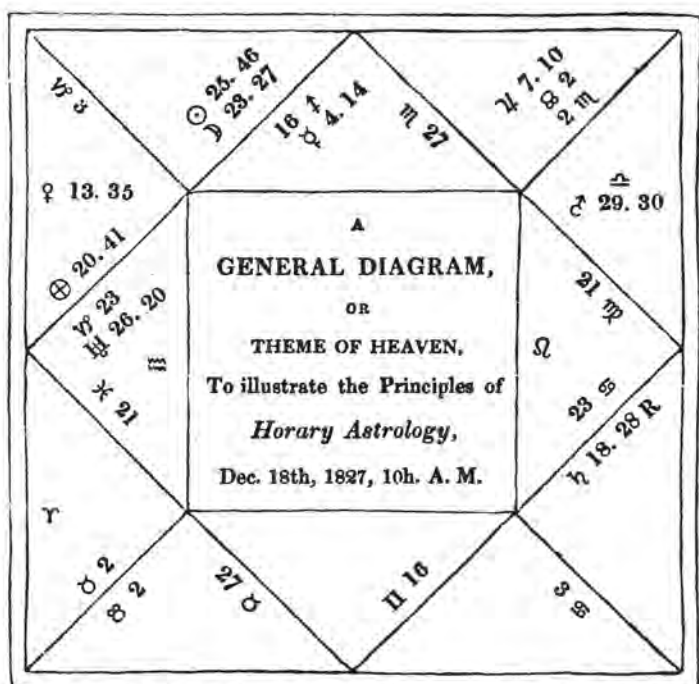 ♑ 3
☉ 25. 46
☽ 23. 27
16 ♐
☿ 4. 14
♏ 27
♃ 7. 10
☊ 2
2 ♏
♀ 13. 35
♎
♂ 29. 30
⊕ 20. 41
♑ 23
♅ 26. 20
♒
♓ 21
A
GENERAL DIAGRAM,
OR
THEME OF HEAVEN,
To illustrate the Principles of
Horary Astrology,
Dec. 18th, 1827, 10h. A. M.
21 ♍
♌
23 ♋
♄ 18. 28 R
♈
♉ 2
☋ 2
27 ♉
♊ 16
3 ♋